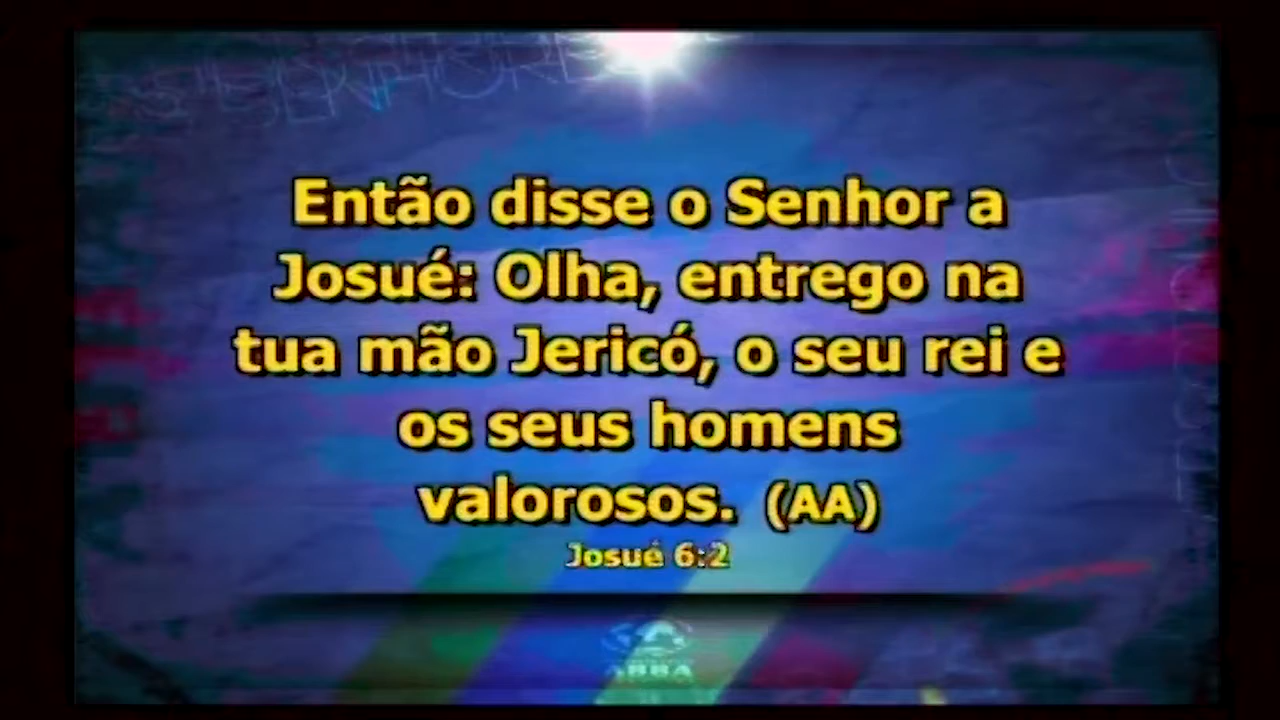 Então disse o Senhor a
Josué: Olha, entrego na
tua mão Jericó, o seu rei e
os seus homens
valorosos. (AA)
Josué 6:2
ABBA